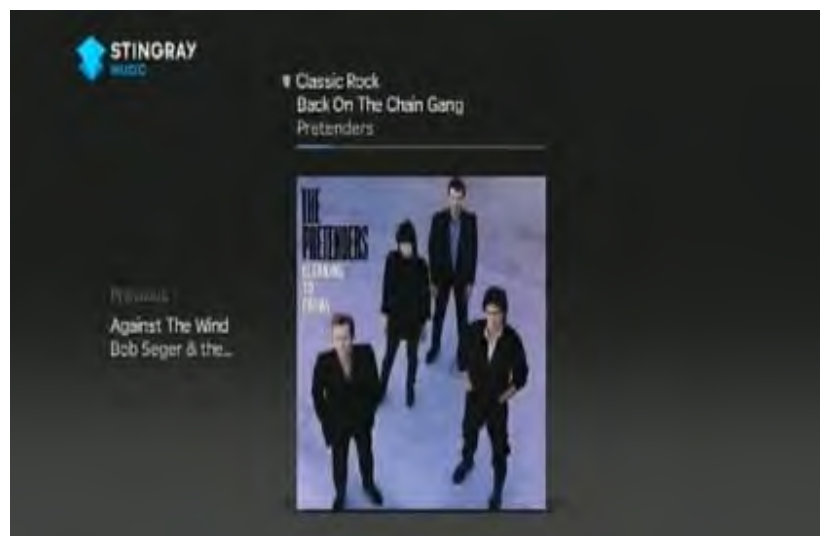 STINGRAY
MUSIC
Classic Rock
Back On The Chain Gang
Pretenders
THE
PRETENDERS
LEARNING
TO
CRAWL
Previous
Against The Wind
Bob Seger & the...